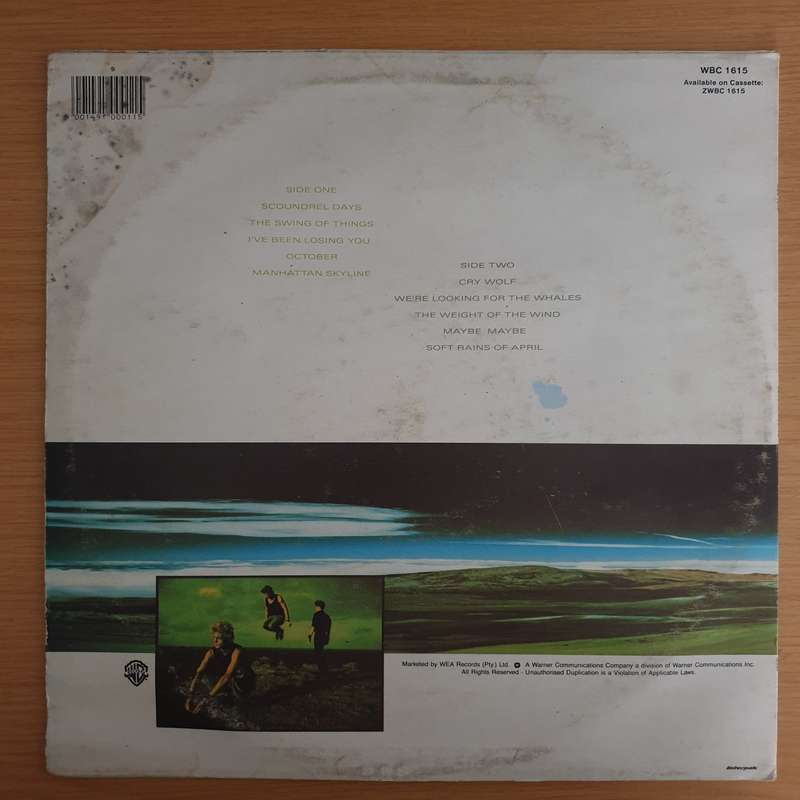 WBC 1615
Available on Cassette:
ZWBC 1615
SIDE ONE
SCOUNDREL DAYS
THE SWING OF THINGS
I'VE BEEN LOSING YOU
OCTOBER
MANHATTAN SKYLINE
SIDE TWO
CRY WOLF
WE'RE LOOKING FOR THE WHALES
THE WEIGHT OF THE WIND
MAYBE MAYBE
SOFT RAINS OF APRIL
Marketed by WEA Records (Pty.) Ltd. A Warner Communications Company a division of Warner Communications Inc.
All Rights Reserved - Unauthorised Duplication is a Violation of Applicable Laws.